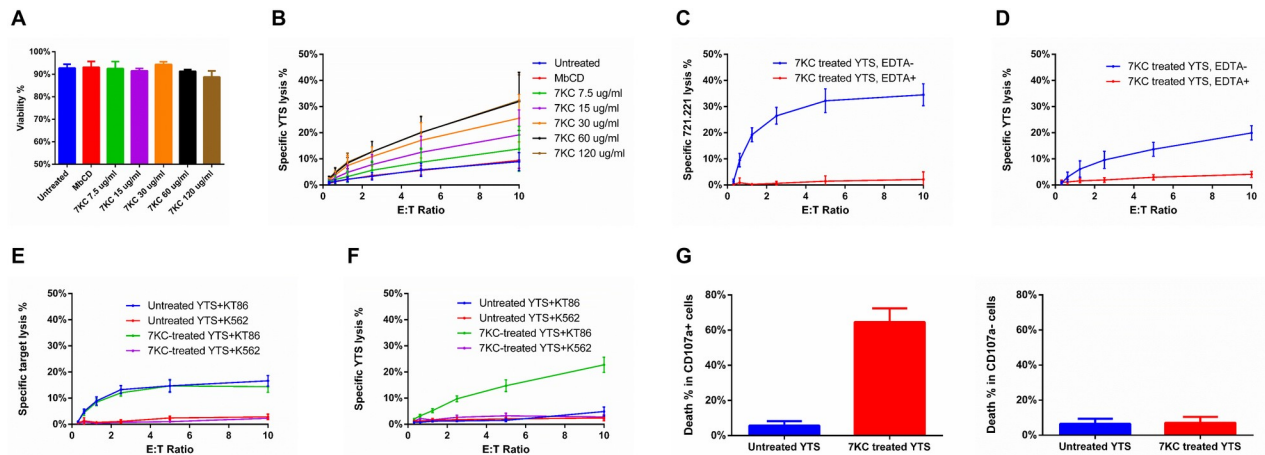 A
Viability %
100%
90%
80%
70%
60%
50%
Untreated
MbCD
7KC 7.5 ug/ml
7KC 15 ug/ml
7KC 30 ug/ml
7KC 60 ug/ml
7KC 120 ug/ml
B
Specific YTS lysis %
50%
40%
30%
20%
10%
0%
0 2 4 6 8 10
E:T Ratio
Untreated
MbCD
7KC 7.5 ug/ml
7KC 15 ug/ml
7KC 30 ug/ml
7KC 60 ug/ml
7KC 120 ug/ml
C
Specific 721.221 lysis %
50%
40%
30%
20%
10%
0%
0 2 4 6 8 10
E:T Ratio
7KC treated YTS, EDTA-
7KC treated YTS, EDTA+
D
Specific YTS lysis %
50%
40%
30%
20%
10%
0%
0 2 4 6 8 10
E:T Ratio
7KC treated YTS, EDTA-
7KC treated YTS, EDTA+
E
Specific target lysis %
50%
40%
30%
20%
10%
0%
0 2 4 6 8 10
E:T Ratio
Untreated YTS+KT86
Untreated YTS+K562
7KC-treated YTS+KT86
7KC-treated YTS+K562
F
Specific YTS lysis %
50%
40%
30%
20%
10%
0%
0 2 4 6 8 10
E:T Ratio
Untreated YTS+KT86
Untreated YTS+K562
7KC-treated YTS+KT86
7KC-treated YTS+K562
G
Death % in CD107a+ cells
80%
60%
40%
20%
0%
Untreated YTS 7KC treated YTS
Death % in CD107a- cells
80%
60%
40%
20%
0%
Untreated YTS 7KC treated YTS